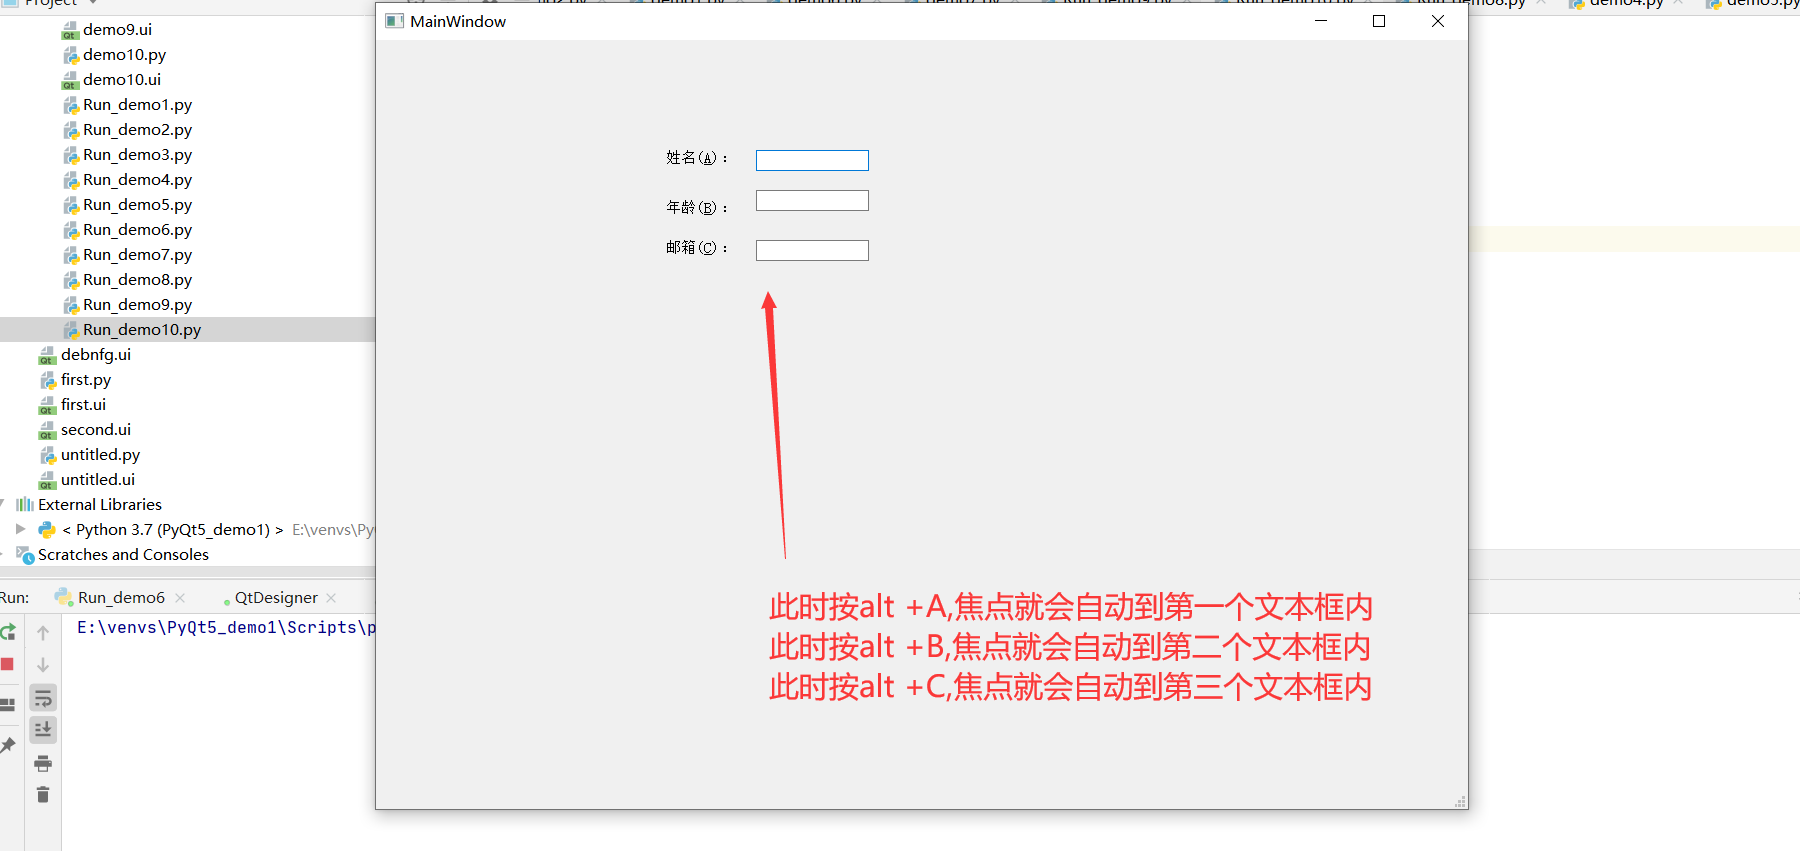 Project
demo9.ui
demo10.py
demo10.ui
Run_demo1.py
Run_demo2.py
Run_demo3.py
Run_demo4.py
Run_demo5.py
Run_demo6.py
Run_demo7.py
Run_demo8.py
Run_demo9.py
Run_demo10.py
debnfg.ui
first.py
first.ui
second.ui
untitled.py
untitled.ui
External Libraries
< Python 3.7 (PyQt5_demo1) > E:\venvs\Py
Scratches and Consoles
Run: Run_demo6 QtDesigner
E:\venvs\PyQt5_demo1\Scripts\p
MainWindow
姓名(A)：
年龄(B)：
邮箱(C)：
此时按alt +A,焦点就会自动到第一个文本框内
此时按alt +B,焦点就会自动到第二个文本框内
此时按alt +C,焦点就会自动到第三个文本框内
demo4.py